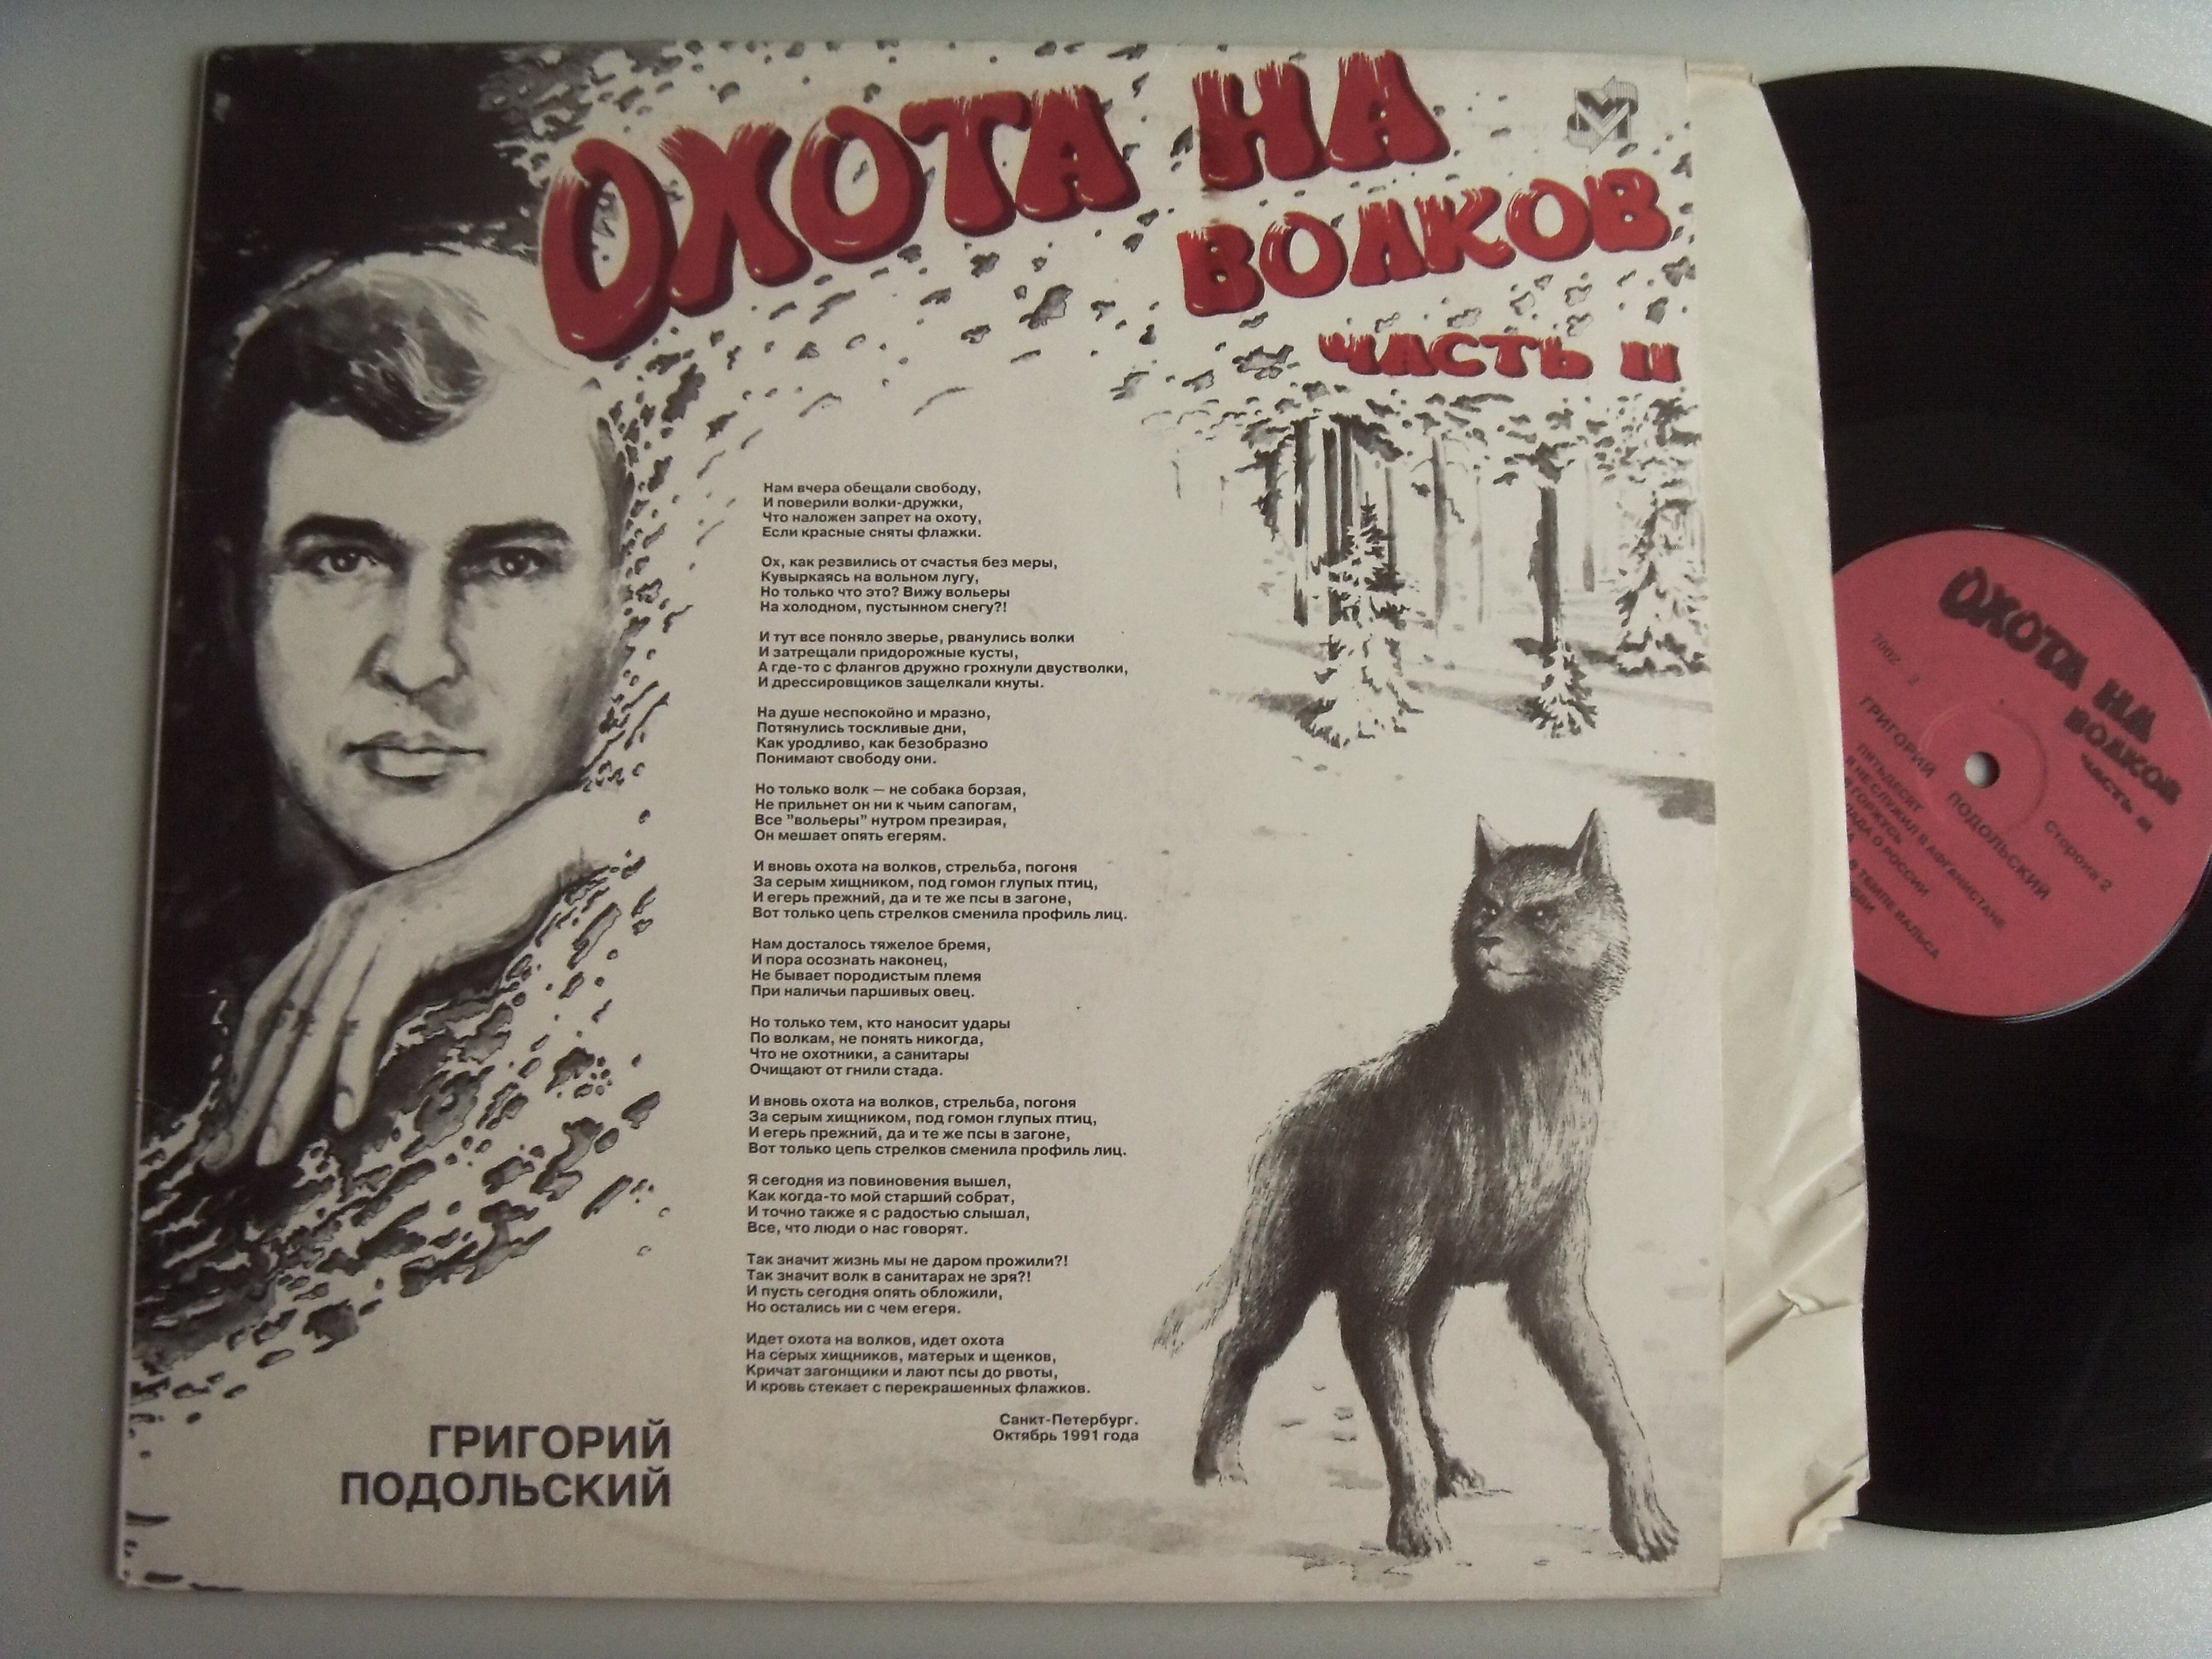 ОХОТА НА
ВОЛКОВ
ЧАСТЬ II
Нам вчера обещали свободу,
И поверили волки-дружки,
Что наложен запрет на охоту,
Если красные сняты флажки.
Ох, как резвились от счастья без меры,
Кувыркаясь на вольном лугу,
Но только что это? Вижу вольеры
На холодном, пустынном снегу?!
И тут все поняло зверье, рванулись волки
И затрещали придорожные кусты,
А где-то с флангов дружно грохнули двустволки,
И дрессировщиков защелкали кнуты.
На душе неспокойно и мразно,
Потянулись тоскливые дни,
Как уродливо, как безобразно
Понимают свободу они.
Но только волк — не собака борзая,
Не прильнет он ни к чьим сапогам,
Все "вольеры" нутром презирая,
Он мешает опять егерям.
И вновь охота на волков, стрельба, погоня
За серым хищником, под гомон глупых птиц,
И егерь прежний, да и те же псы в загоне,
Вот только цепь стрелков сменила профиль лиц.
Нам досталось тяжелое бремя,
И пора осознать наконец,
Не бывает породистым племя
При наличьи паршивых овец.
Но только тем, кто наносит удары
По волкам, не понять никогда,
Что не охотники, а санитары
Очищают от гнили стада.
И вновь охота на волков, стрельба, погоня
За серым хищником, под гомон глупых птиц,
И егерь прежний, да и те же псы в загоне,
Вот только цепь стрелков сменила профиль лиц.
Я сегодня из повиновения вышел,
Как когда-то мой старший собрат,
И точно также я с радостью слышал,
Все, что люди о нас говорят.
Так значит жизнь мы не даром прожили?!
Так значит волк в санитарах не зря?!
И пусть сегодня опять обложили,
Но остались ни с чем егеря.
Идет охота на волков, идет охота
На серых хищников, матерых и щенков,
Кричат загонщики и лают псы до рвоты,
И кровь стекает с перекрашенных флажков.
Санкт-Петербург.
Октябрь 1991 года
ГРИГОРИЙ
ПОДОЛЬСКИЙ
ОХОТА НА
ВОЛКОВ
ЧАСТЬ II
Сторона 2
ГРИГОРИЙ ПОДОЛЬСКИЙ
ПЯТЬДЕСЯТ
Я НЕ СЛУЖИЛ В АФГАНИСТАНЕ
Я ГОРЖУСЬ
О РОССИИ
В ТЕМПЕ ВАЛЬСА